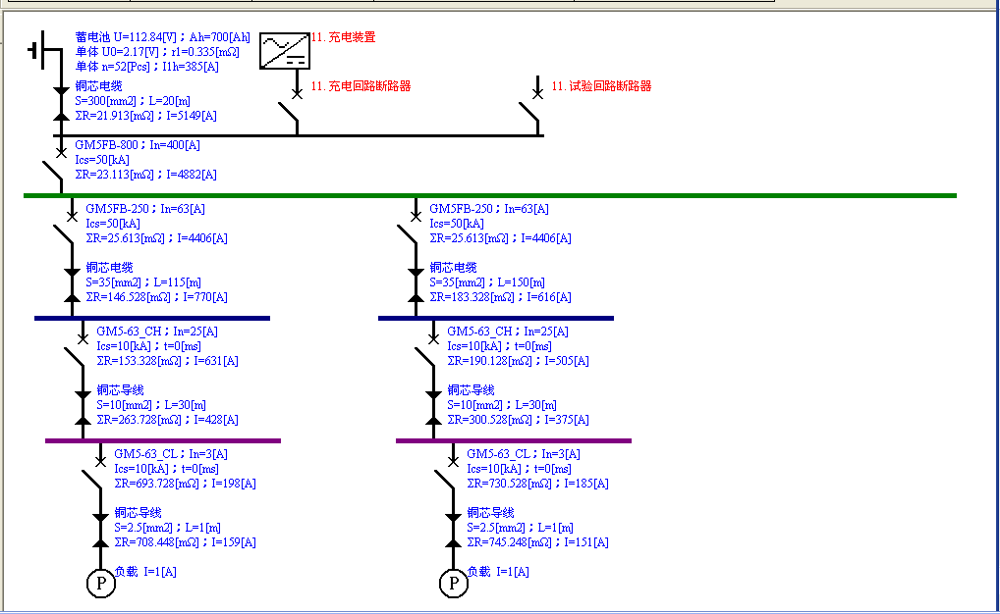 蓄电池 U=112.84[V]；Ah=700[Ah]
单体 U0=2.17[V]；r1=0.335[mΩ]
单体 n=52[Pcs]；I1h=385[A]
11. 充电装置
铜芯电缆
S=300[mm2]；L=20[m]
ΣR=21.913[mΩ]；I=5149[A]
11. 充电回路断路器
11. 试验回路断路器
GM5FB-800；In=400[A]
Ics=50[kA]
ΣR=23.113[mΩ]；I=4882[A]
GM5FB-250；In=63[A]
Ics=50[kA]
ΣR=25.613[mΩ]；I=4406[A]
铜芯电缆
S=35[mm2]；L=115[m]
ΣR=146.528[mΩ]；I=770[A]
GM5-63_CH；In=25[A]
Ics=10[kA]；t=0[ms]
ΣR=153.328[mΩ]；I=631[A]
铜芯导线
S=10[mm2]；L=30[m]
ΣR=263.728[mΩ]；I=428[A]
GM5-63_CL；In=3[A]
Ics=10[kA]；t=0[ms]
ΣR=693.728[mΩ]；I=198[A]
铜芯导线
S=2.5[mm2]；L=1[m]
ΣR=708.448[mΩ]；I=159[A]
负载 I=1[A]
P
GM5FB-250；In=63[A]
Ics=50[kA]
ΣR=25.613[mΩ]；I=4406[A]
铜芯电缆
S=35[mm2]；L=150[m]
ΣR=183.328[mΩ]；I=616[A]
GM5-63_CH；In=25[A]
Ics=10[kA]；t=0[ms]
ΣR=190.128[mΩ]；I=505[A]
铜芯导线
S=10[mm2]；L=30[m]
ΣR=300.528[mΩ]；I=375[A]
GM5-63_CL；In=3[A]
Ics=10[kA]；t=0[ms]
ΣR=730.528[mΩ]；I=185[A]
铜芯导线
S=2.5[mm2]；L=1[m]
ΣR=745.248[mΩ]；I=151[A]
负载 I=1[A]
P